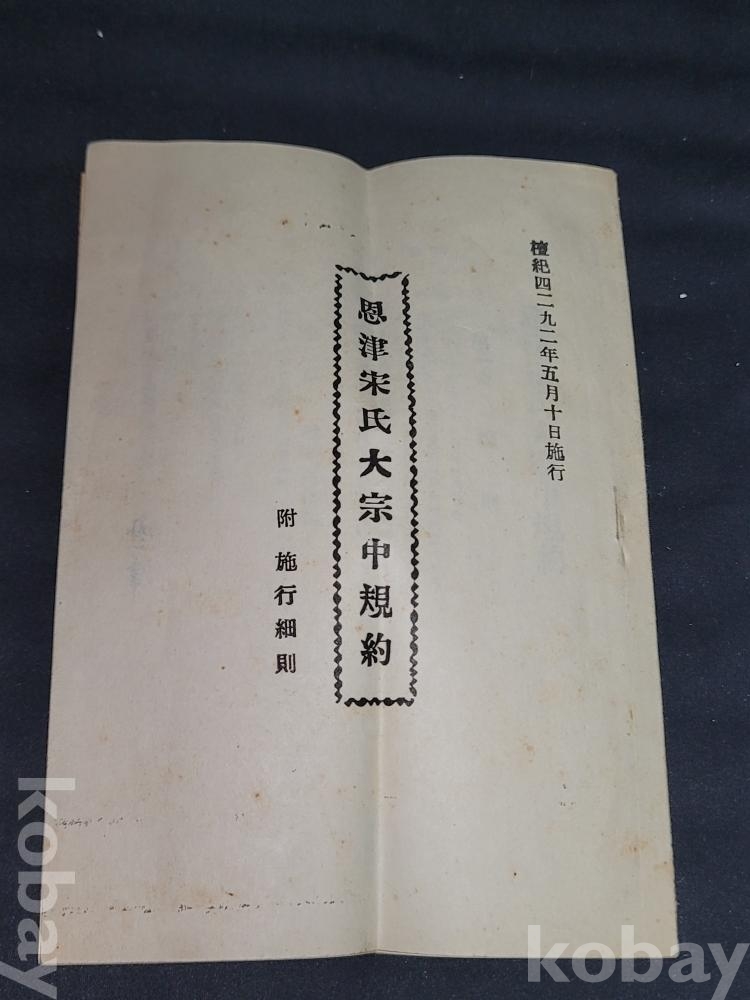 檀紀四二九二年五月十日施行
恩津宋氏大宗中規約
附 施行細則
kobay
kobay